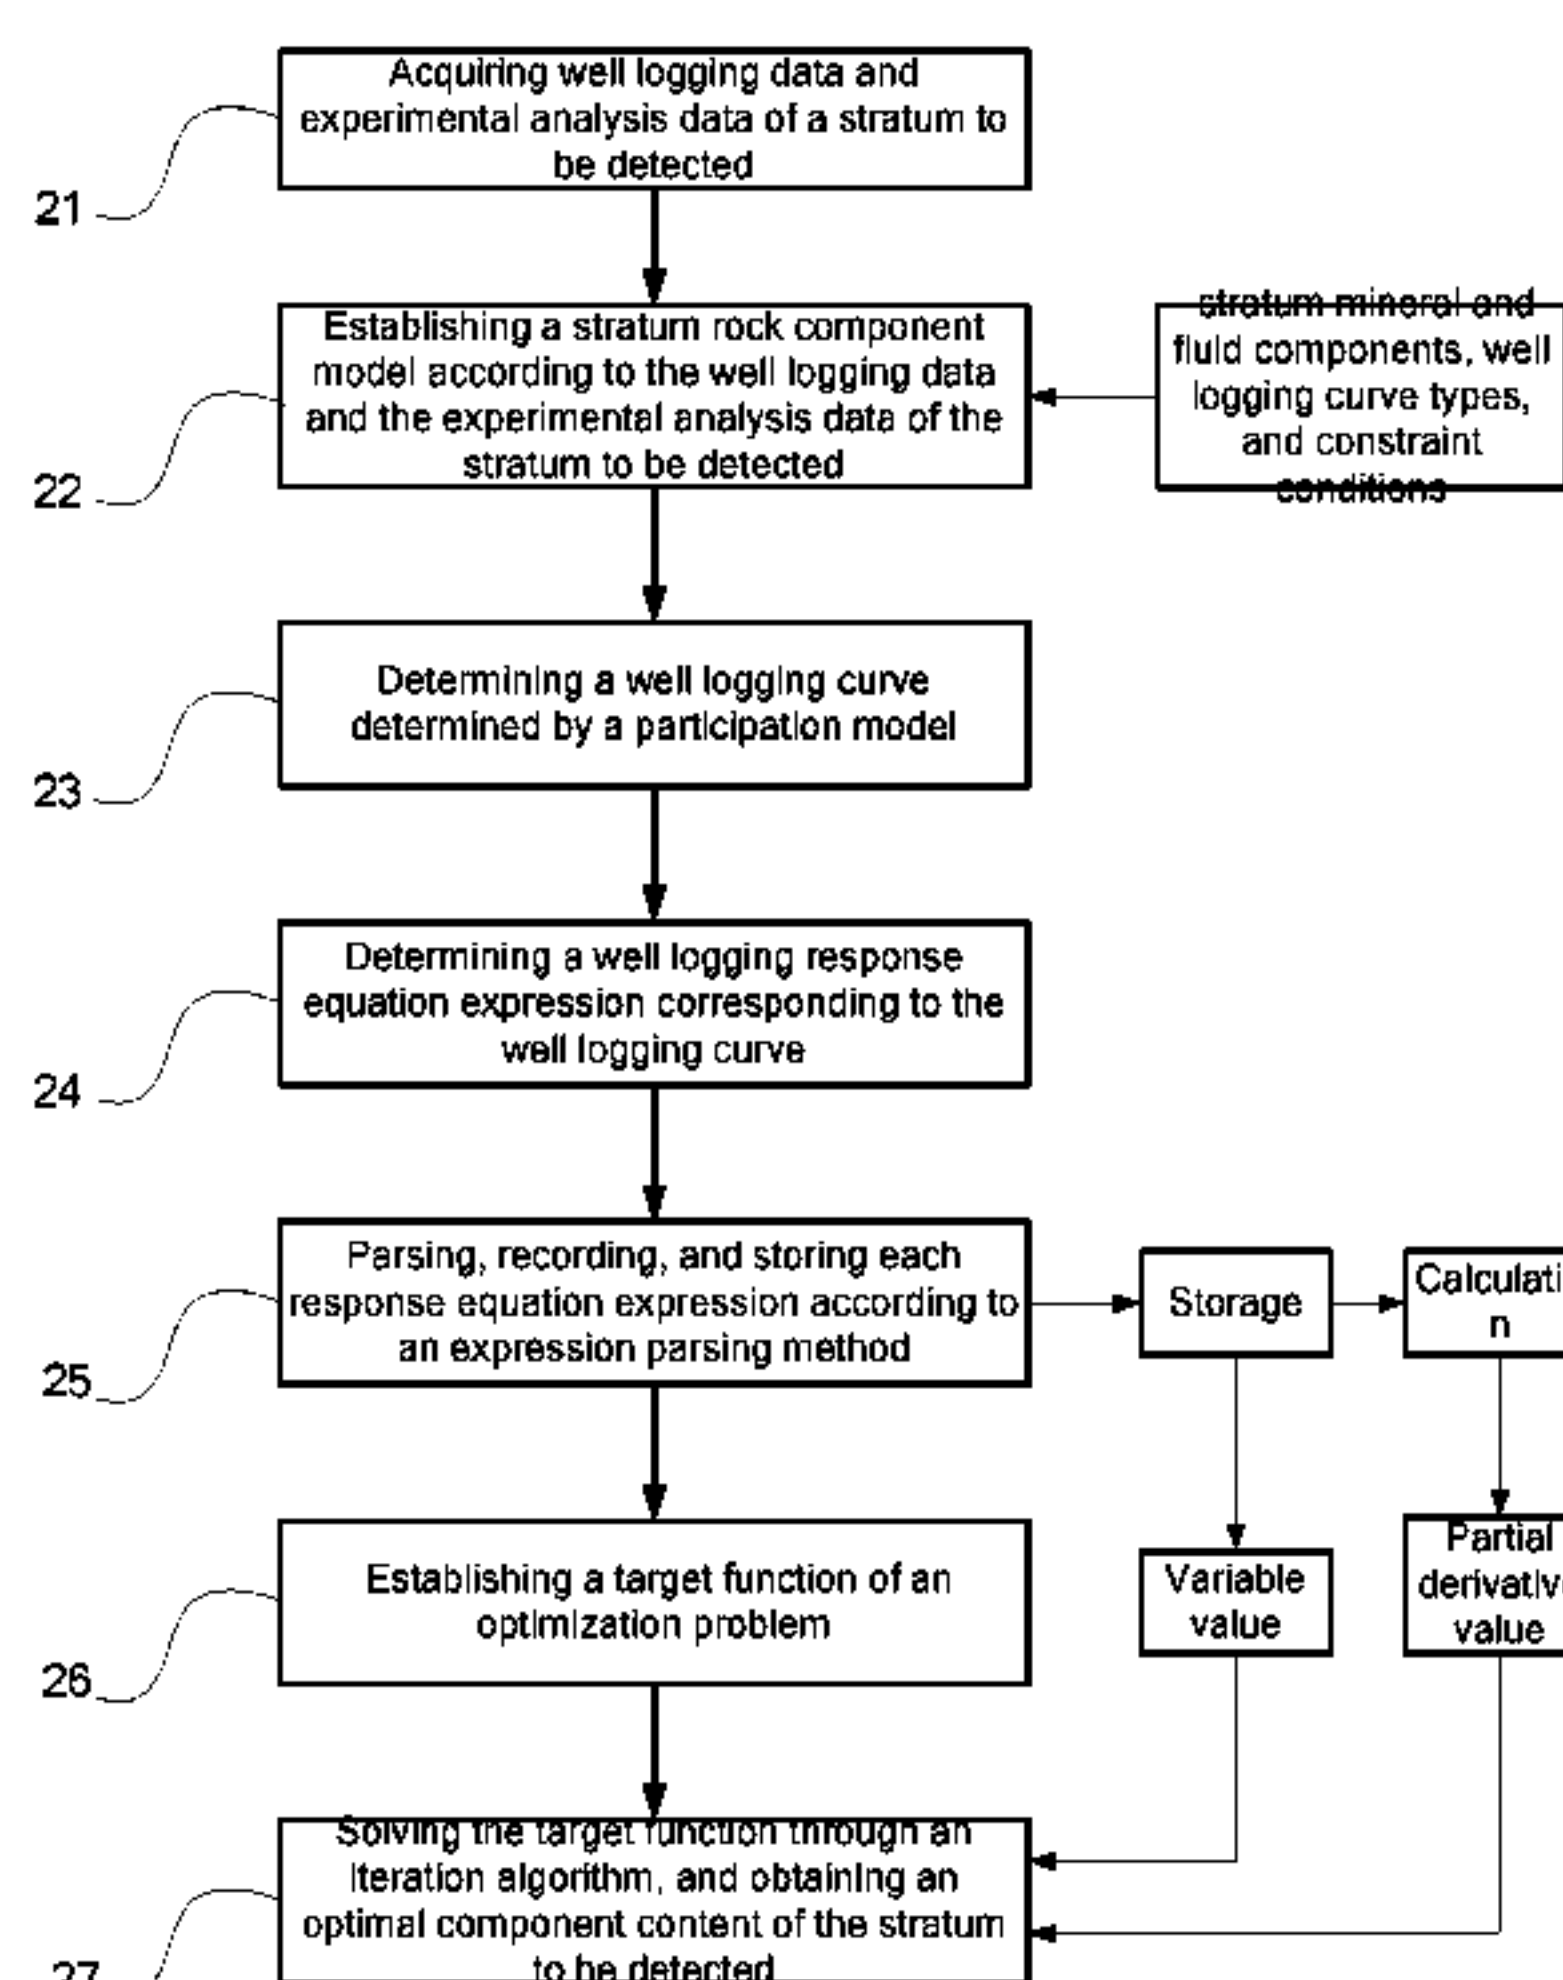 Acquiring well logging data and
experimental analysis data of a stratum to
be detected
21
Establishing a stratum rock component
model according to the well logging data
and the experimental analysis data of the
stratum to be detected
22
stratum mineral and
fluid components, well
logging curve types,
and constraint
conditions
Determining a well logging curve
determined by a participation model
23
Determining a well logging response
equation expression corresponding to the
well logging curve
24
Parsing, recording, and storing each
response equation expression according to
an expression parsing method
25
Storage
Calculati
n
Establishing a target function of an
optimization problem
26
Variable
value
Partial
derivative
value
Solving the target function through an
iteration algorithm, and obtaining an
optimal component content of the stratum
to be detected
27